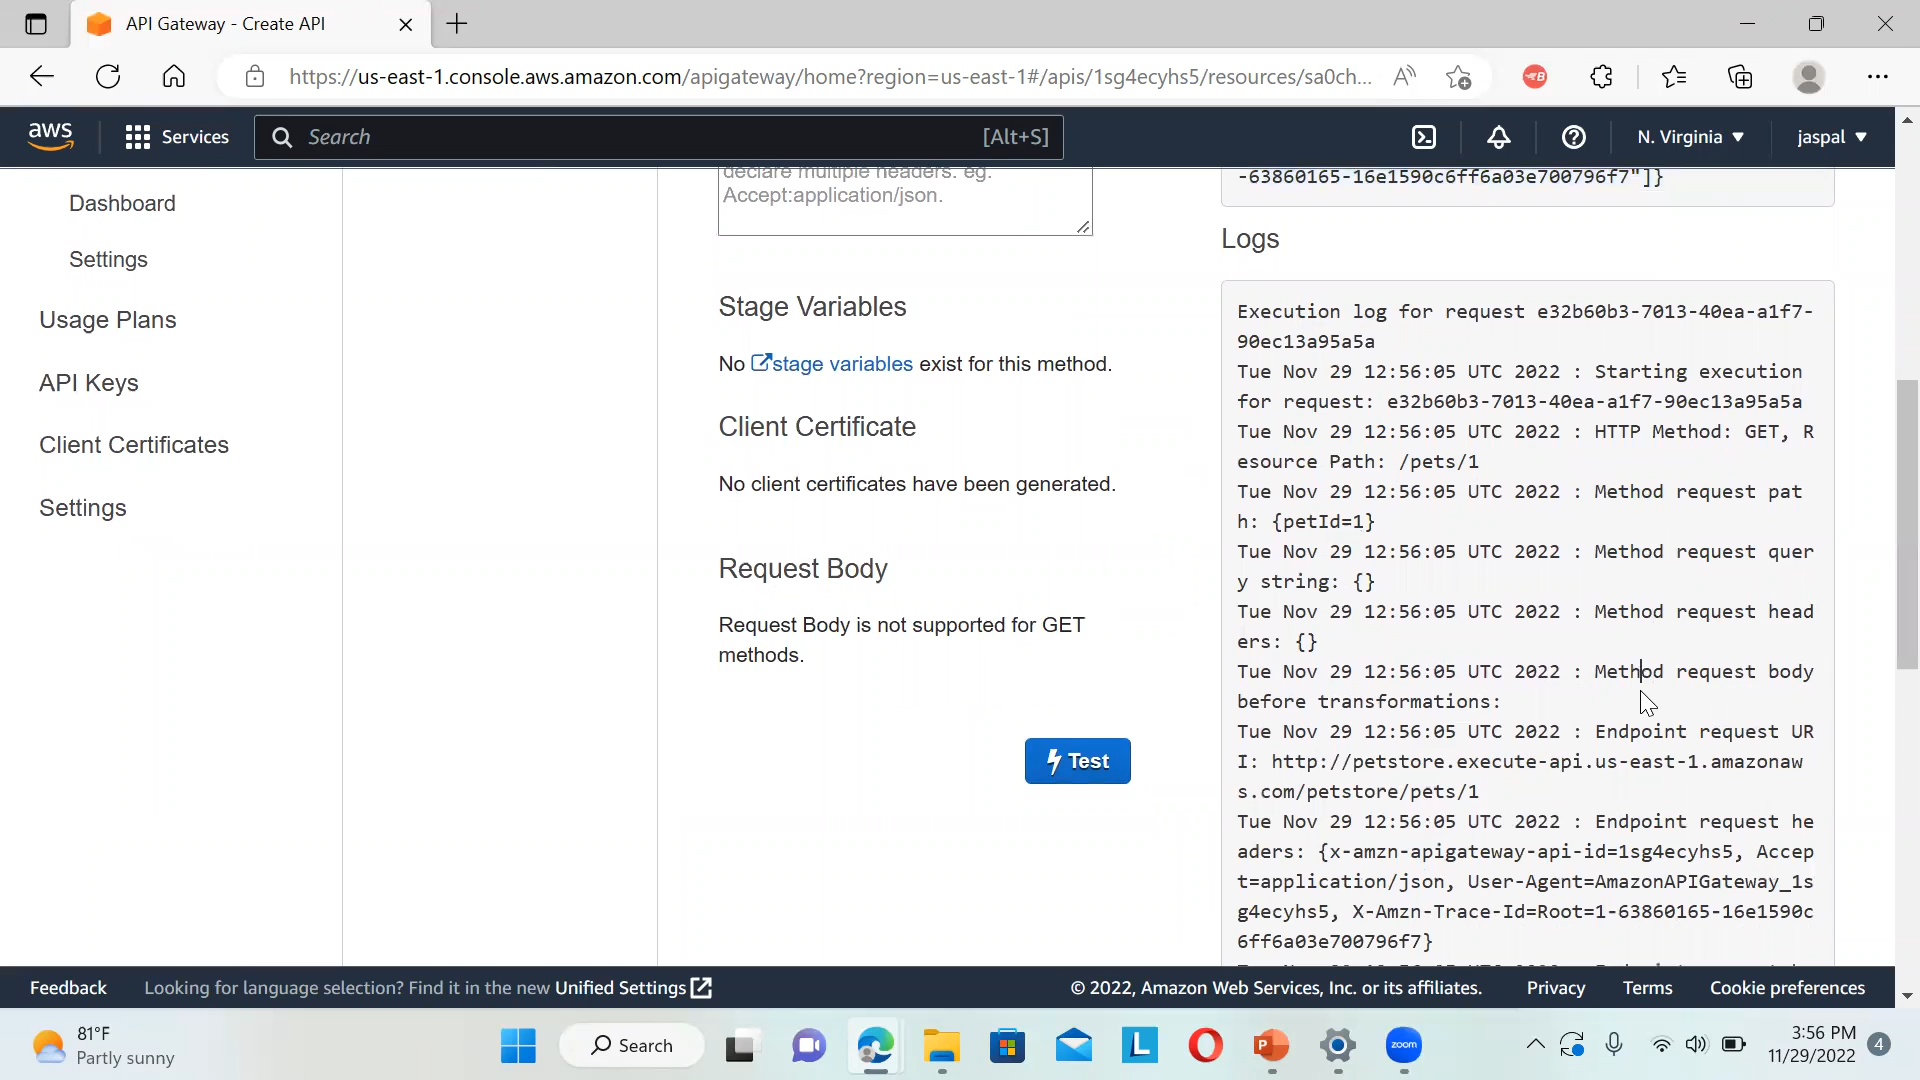 API Gateway - Create API
https://us-east-1.console.aws.amazon.com/apigateway/home?region=us-east-1#/apis/1sg4ecyhs5/resources/sa0ch...
aws
Services
Search
[Alt+S]
N. Virginia
jaspal
Dashboard
Settings
Usage Plans
API Keys
Client Certificates
Settings
declare multiple headers. eg.
Accept:application/json.
Stage Variables
No stage variables exist for this method.
Client Certificate
No client certificates have been generated.
Request Body
Request Body is not supported for GET
methods.
Test
-63860165-16e1590c6ff6a03e700796f7"]}
Logs
Execution log for request e32b60b3-7013-40ea-a1f7-
90ec13a95a5a
Tue Nov 29 12:56:05 UTC 2022 : Starting execution
for request: e32b60b3-7013-40ea-a1f7-90ec13a95a5a
Tue Nov 29 12:56:05 UTC 2022 : HTTP Method: GET, R
esource Path: /pets/1
Tue Nov 29 12:56:05 UTC 2022 : Method request pat
h: {petId=1}
Tue Nov 29 12:56:05 UTC 2022 : Method request quer
y string: {}
Tue Nov 29 12:56:05 UTC 2022 : Method request head
ers: {}
Tue Nov 29 12:56:05 UTC 2022 : Method request body
before transformations:
Tue Nov 29 12:56:05 UTC 2022 : Endpoint request UR
I: http://petstore.execute-api.us-east-1.amazonaw
s.com/petstore/pets/1
Tue Nov 29 12:56:05 UTC 2022 : Endpoint request he
aders: {x-amzn-apigateway-api-id=1sg4ecyhs5, Accep
t=application/json, User-Agent=AmazonAPIGateway_1s
g4ecyhs5, X-Amzn-Trace-Id=Root=1-63860165-16e1590c
6ff6a03e700796f7}
Feedback
Looking for language selection? Find it in the new Unified Settings
© 2022, Amazon Web Services, Inc. or its affiliates.
Privacy
Terms
Cookie preferences
81°F
Partly sunny
Search
zoom
3:56 PM
11/29/2022
4